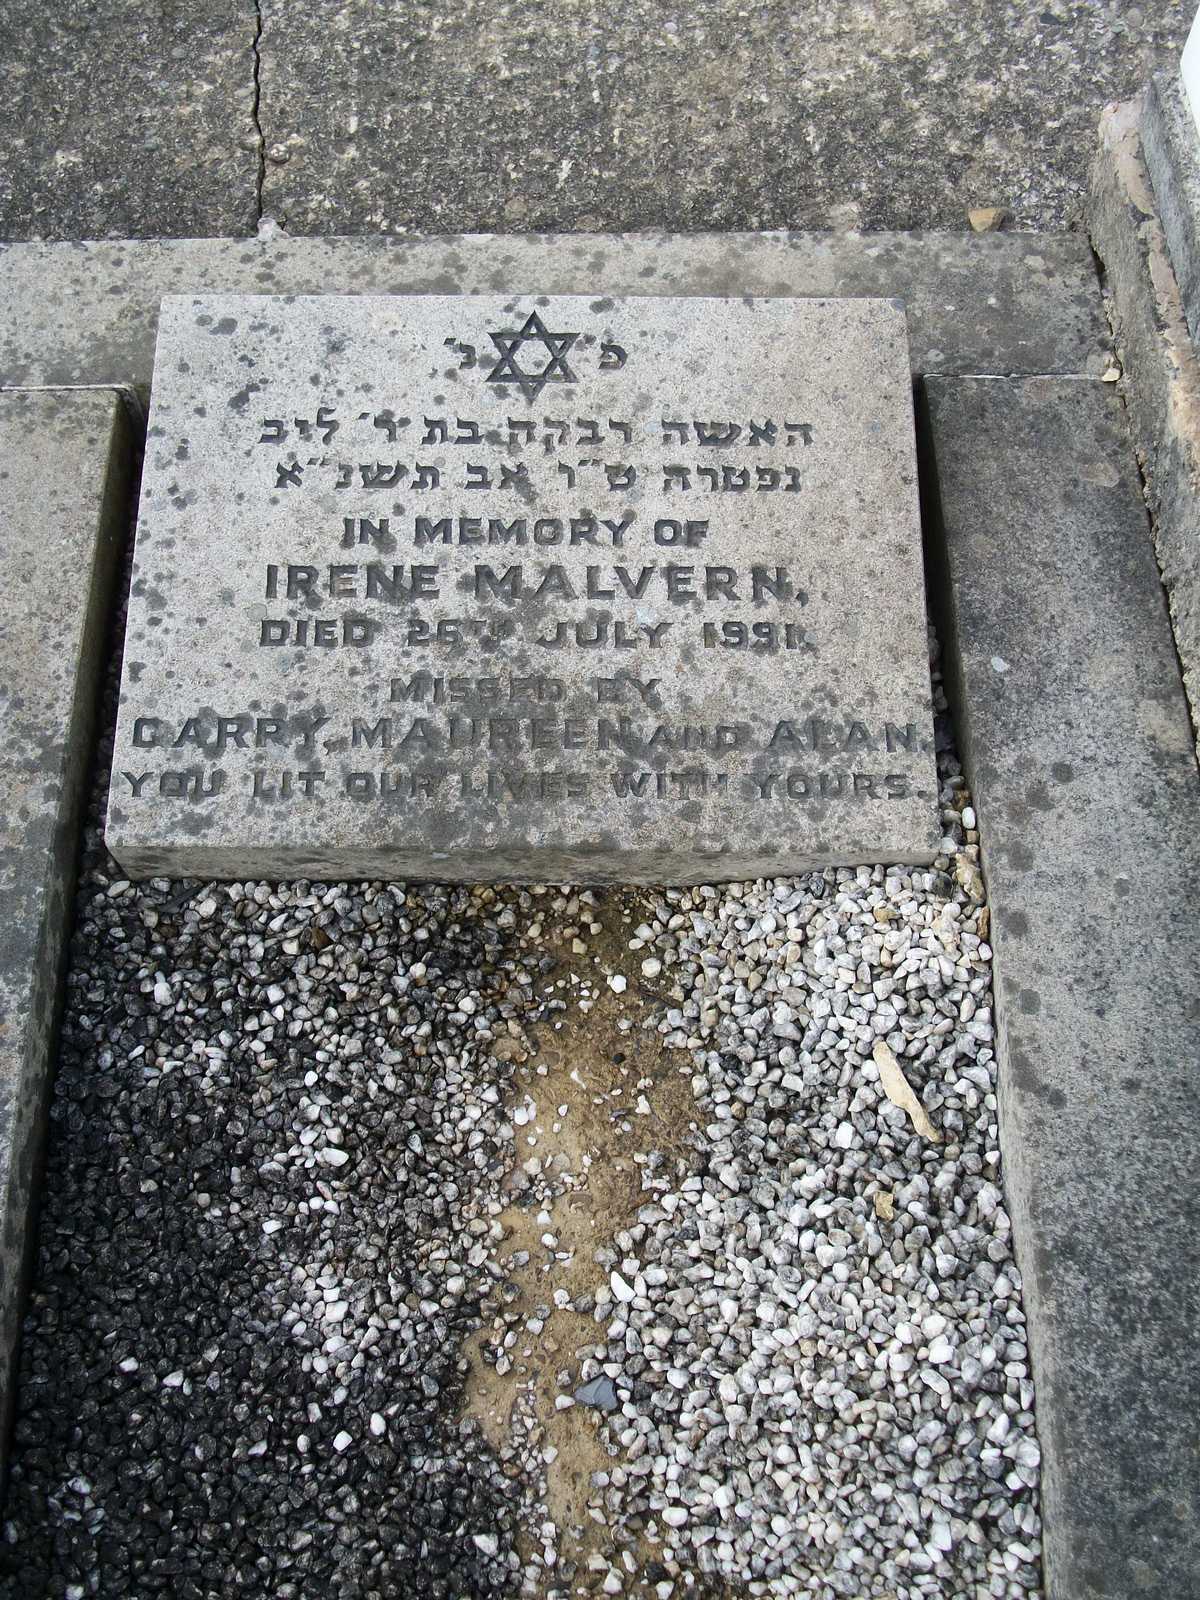 פ' נ'
האשה רבקה בת ר' ליב
נפטרה ט"ו אב תשנ"א
IN MEMORY OF
IRENE MALVERN,
DIED 26TH JULY 1991.
MISSED BY
GARRY, MAUREEN AND ALAN.
YOU LIT OUR LIVES WITH YOURS.